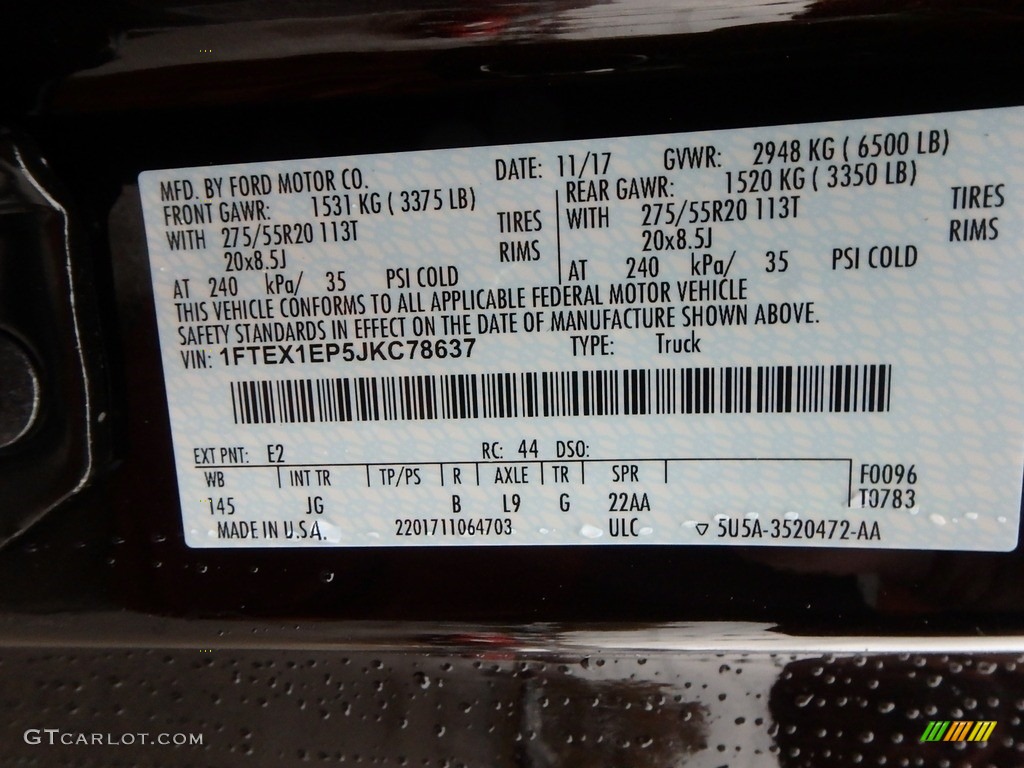 MFD. BY FORD MOTOR CO. DATE: 11/17 GVWR: 2948 KG ( 6500 LB)
FRONT GAWR: 1531 KG ( 3375 LB) REAR GAWR: 1520 KG ( 3350 LB)
WITH 275/55R20 113T TIRES WITH 275/55R20 113T TIRES
20x8.5J RIMS 20x8.5J RIMS
AT 240 kPa/ 35 PSI COLD AT 240 kPa/ 35 PSI COLD
THIS VEHICLE CONFORMS TO ALL APPLICABLE FEDERAL MOTOR VEHICLE
SAFETY STANDARDS IN EFFECT ON THE DATE OF MANUFACTURE SHOWN ABOVE.
VIN: 1FTEX1EP5JKC78637 TYPE: Truck
EXT PNT: E2 RC: 44 DSO:
WB INT TR TP/PS R AXLE TR SPR F0096
145 JG B L9 G 22AA T0783
MADE IN U.S.A. 2201711064703 ULC 5U5A-3520472-AA
GTCARLOT.COM